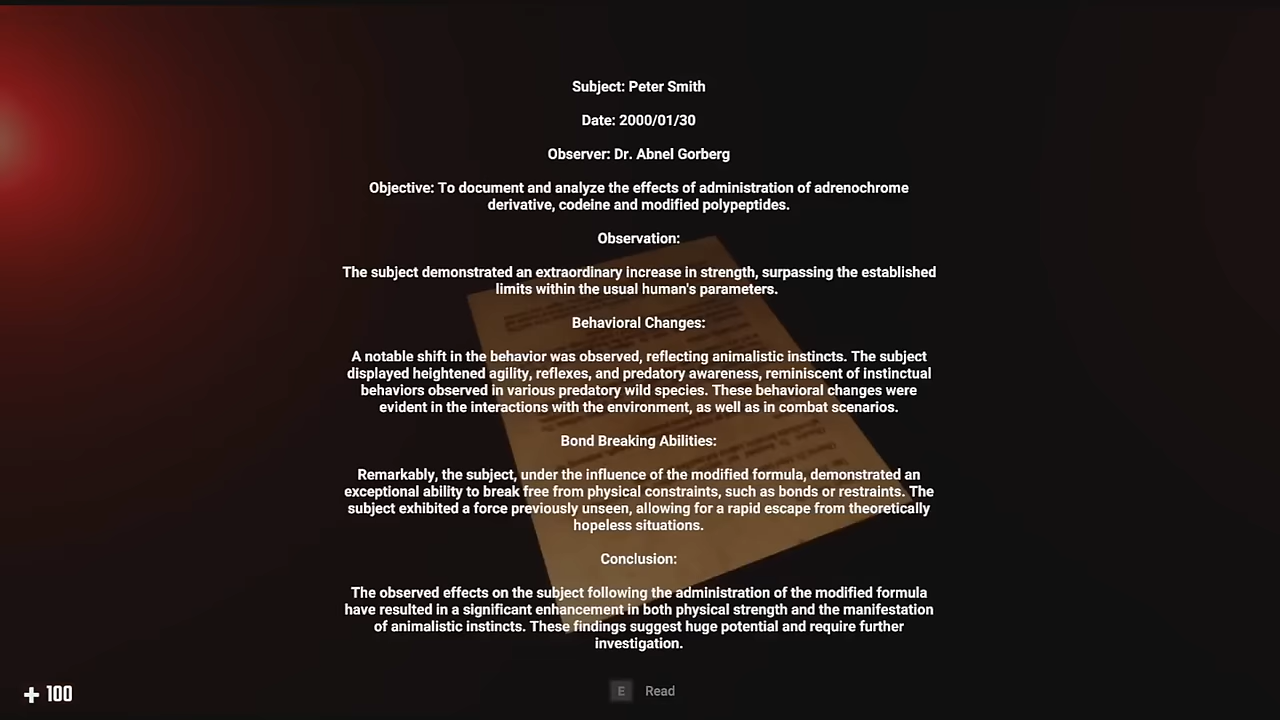 Subject: Peter Smith
Date: 2000/01/30
Observer: Dr. Abnel Gorberg
Objective: To document and analyze the effects of administration of adrenochrome
derivative, codeine and modified polypeptides.
Observation:
The subject demonstrated an extraordinary increase in strength, surpassing the established
limits within the usual human's parameters.
Behavioral Changes:
A notable shift in the behavior was observed, reflecting animalistic instincts. The subject
displayed heightened agility, reflexes, and predatory awareness, reminiscent of instinctual
behaviors observed in various predatory wild species. These behavioral changes were
evident in the interactions with the environment, as well as in combat scenarios.
Bond Breaking Abilities:
Remarkably, the subject, under the influence of the modified formula, demonstrated an
exceptional ability to break free from physical constraints, such as bonds or restraints. The
subject exhibited a force previously unseen, allowing for a rapid escape from theoretically
hopeless situations.
Conclusion:
The observed effects on the subject following the administration of the modified formula
have resulted in a significant enhancement in both physical strength and the manifestation
of animalistic instincts. These findings suggest huge potential and require further
investigation.
+ 100
E Read